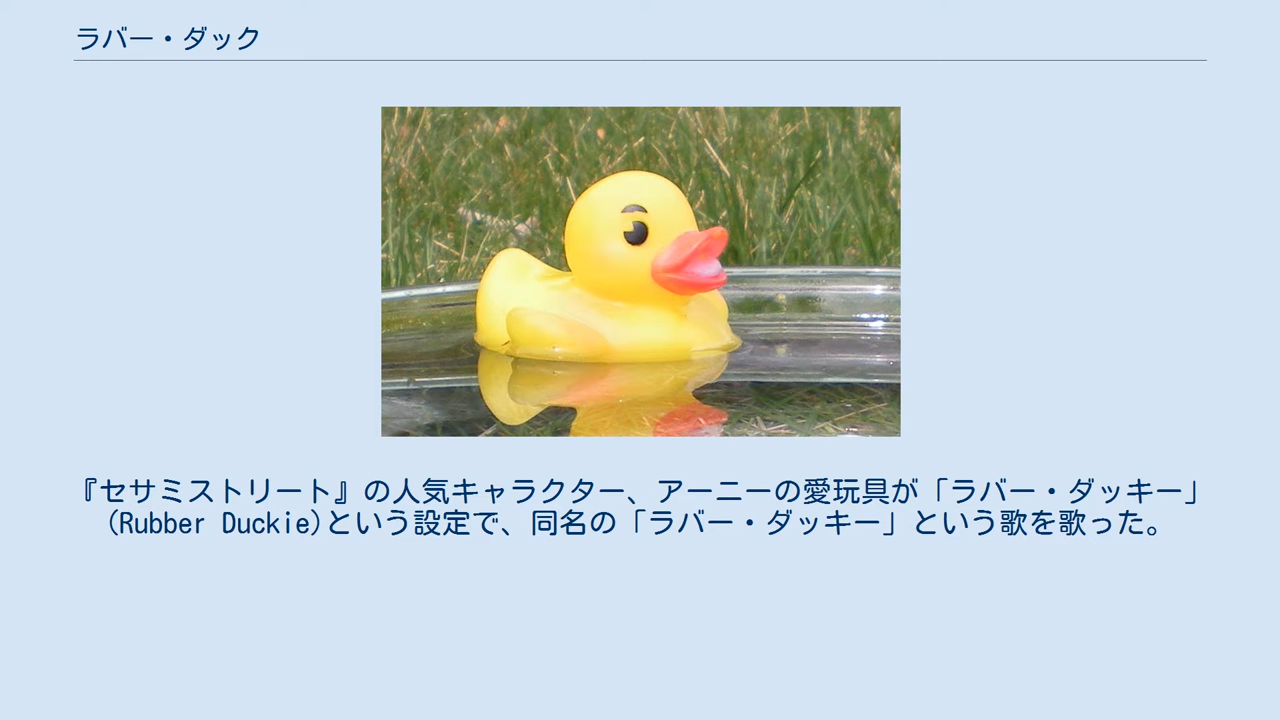 ラバー・ダック
『セサミストリート』の人気キャラクター、アーニーの愛玩具が「ラバー・ダッキー」
(Rubber Duckie)という設定で、同名の「ラバー・ダッキー」という歌を歌った。